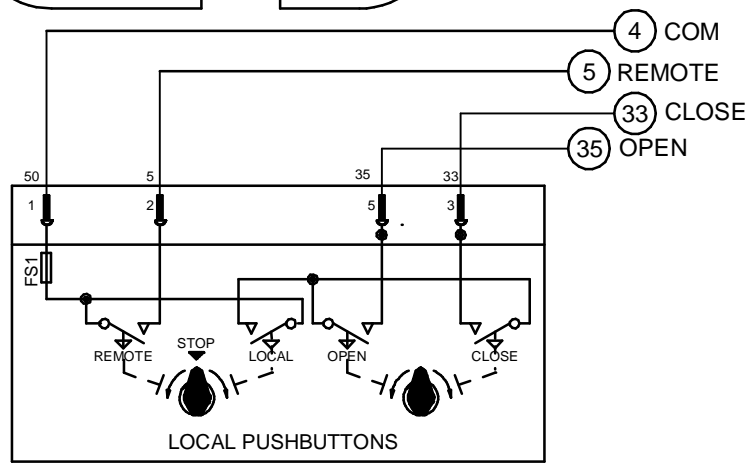 4 COM
5 REMOTE
33 CLOSE
35 OPEN
50 5 35 33
1 2 5 3
FS1
STOP
REMOTE LOCAL OPEN CLOSE
LOCAL PUSHBUTTONS